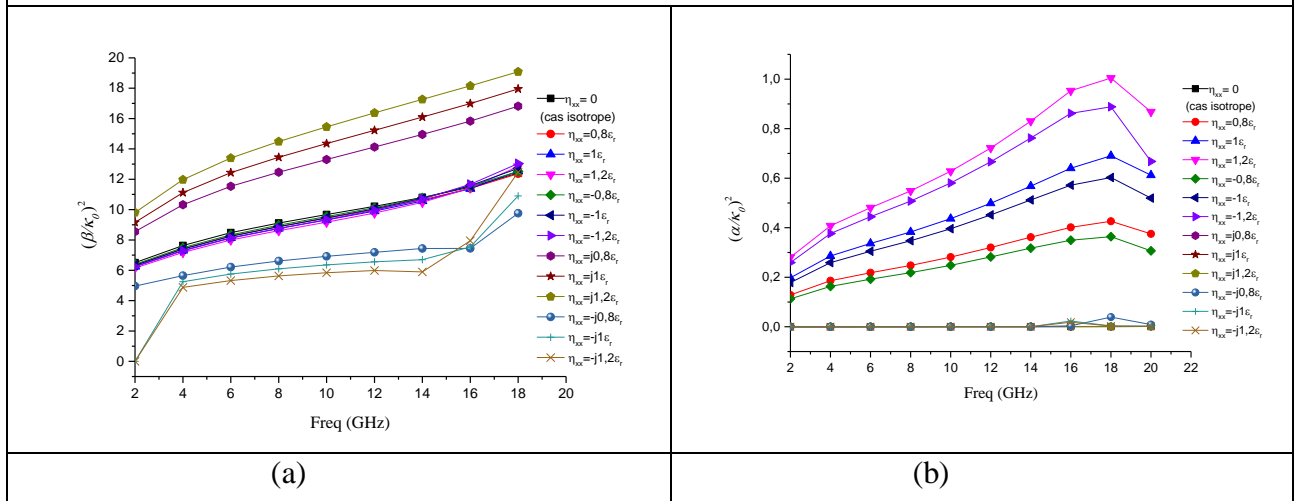 20
18
16
14
12
10
8
6
4
2
0
((β/κ₀)²
2 4 6 8 10 12 14 16 18 20
Freq (GHz)
ηₓₓ= 0
(cas isotrope)
ηₓₓ=0,8εᵣ
ηₓₓ=1εᵣ
ηₓₓ=1,2εᵣ
ηₓₓ=-0,8εᵣ
ηₓₓ=-1εᵣ
ηₓₓ=-1,2εᵣ
ηₓₓ=j0,8εᵣ
ηₓₓ=j1εᵣ
ηₓₓ=j1,2εᵣ
ηₓₓ=-j0,8εᵣ
ηₓₓ=-j1εᵣ
ηₓₓ=-j1,2εᵣ
(a)
1,0
0,8
0,6
0,4
0,2
0,0
(α/κ₀)²
2 4 6 8 10 12 14 16 18 20 22
Freq (GHz)
ηₓₓ= 0
(cas isotrope)
ηₓₓ=0,8εᵣ
ηₓₓ=1εᵣ
ηₓₓ=1,2εᵣ
ηₓₓ=-0,8εᵣ
ηₓₓ=-1εᵣ
ηₓₓ=-1,2εᵣ
ηₓₓ=j0,8εᵣ
ηₓₓ=j1εᵣ
ηₓₓ=j1,2εᵣ
ηₓₓ=-j0,8εᵣ
ηₓₓ=-j1εᵣ
ηₓₓ=-j1,2εᵣ
(b)